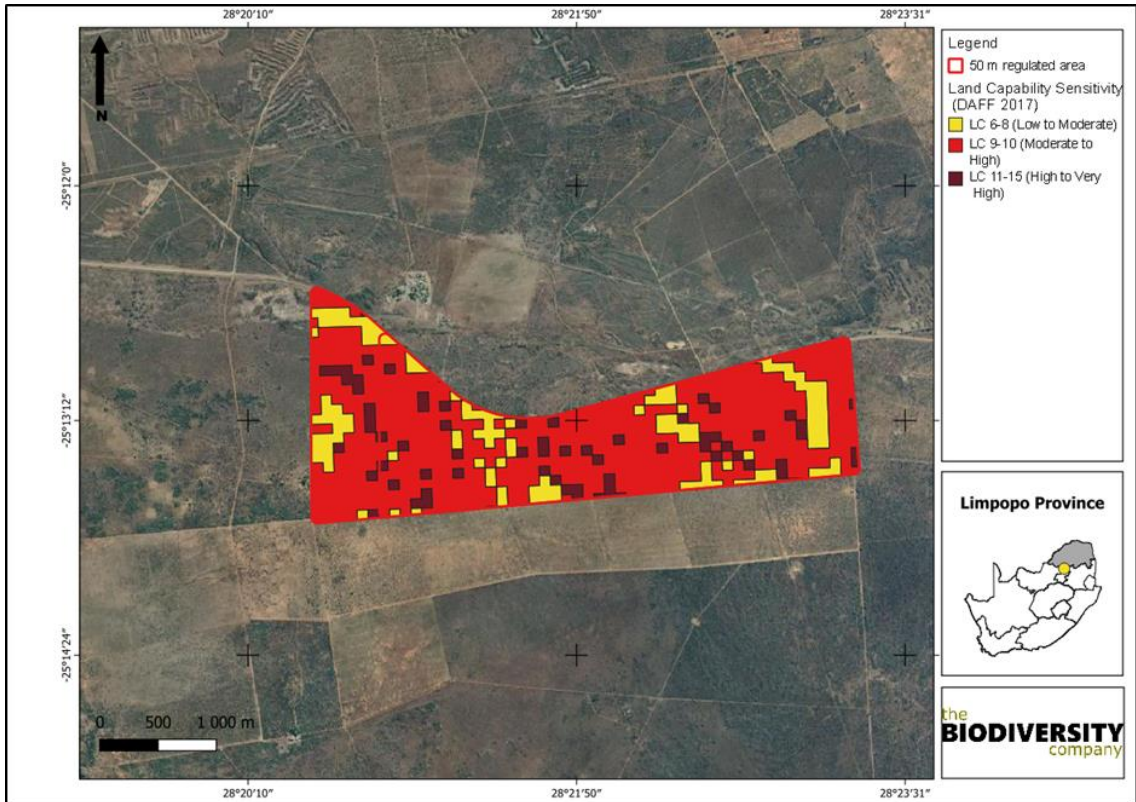 28°20'10" 28°21'50" 28°23'31"
N
-25°12'0"
-25°13'12"
-25°14'24"
0 500 1 000 m
28°20'10" 28°21'50" 28°23'31"
Legend
50 m regulated area
Land Capability Sensitivity
(DAFF 2017)
LC 6-8 (Low to Moderate)
LC 9-10 (Moderate to
High)
LC 11-15 (High to Very
High)
Limpopo Province
the
BIODIVERSITY
company